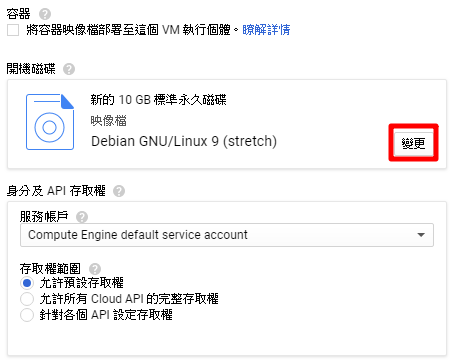 容器
將容器映像檔部署至這個 VM 執行個體。瞭解詳情
開機磁碟
新的 10 GB 標準永久磁碟
映像檔
Debian GNU/Linux 9 (stretch)
變更
身分及 API 存取權
服務帳戶
Compute Engine default service account
存取權範圍
允許預設存取權
允許所有 Cloud API 的完整存取權
針對各個 API 設定存取權